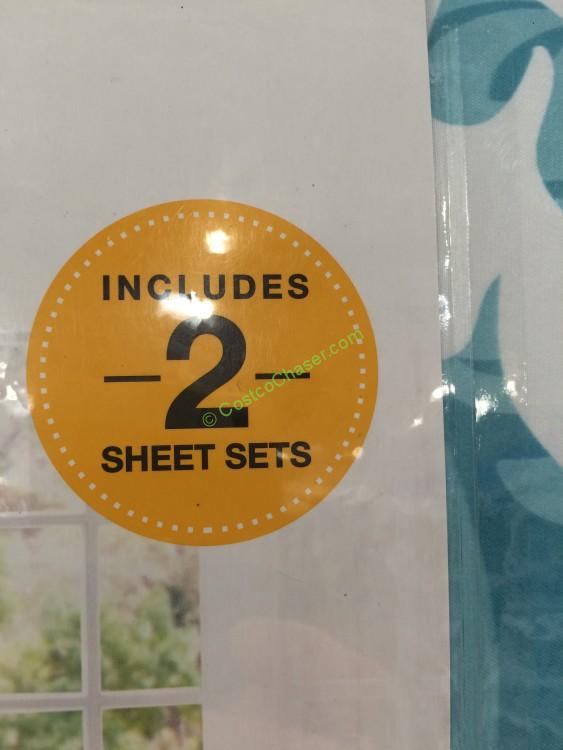 INCLUDES
-2-
SHEET SETS
© CostcoChaser.com